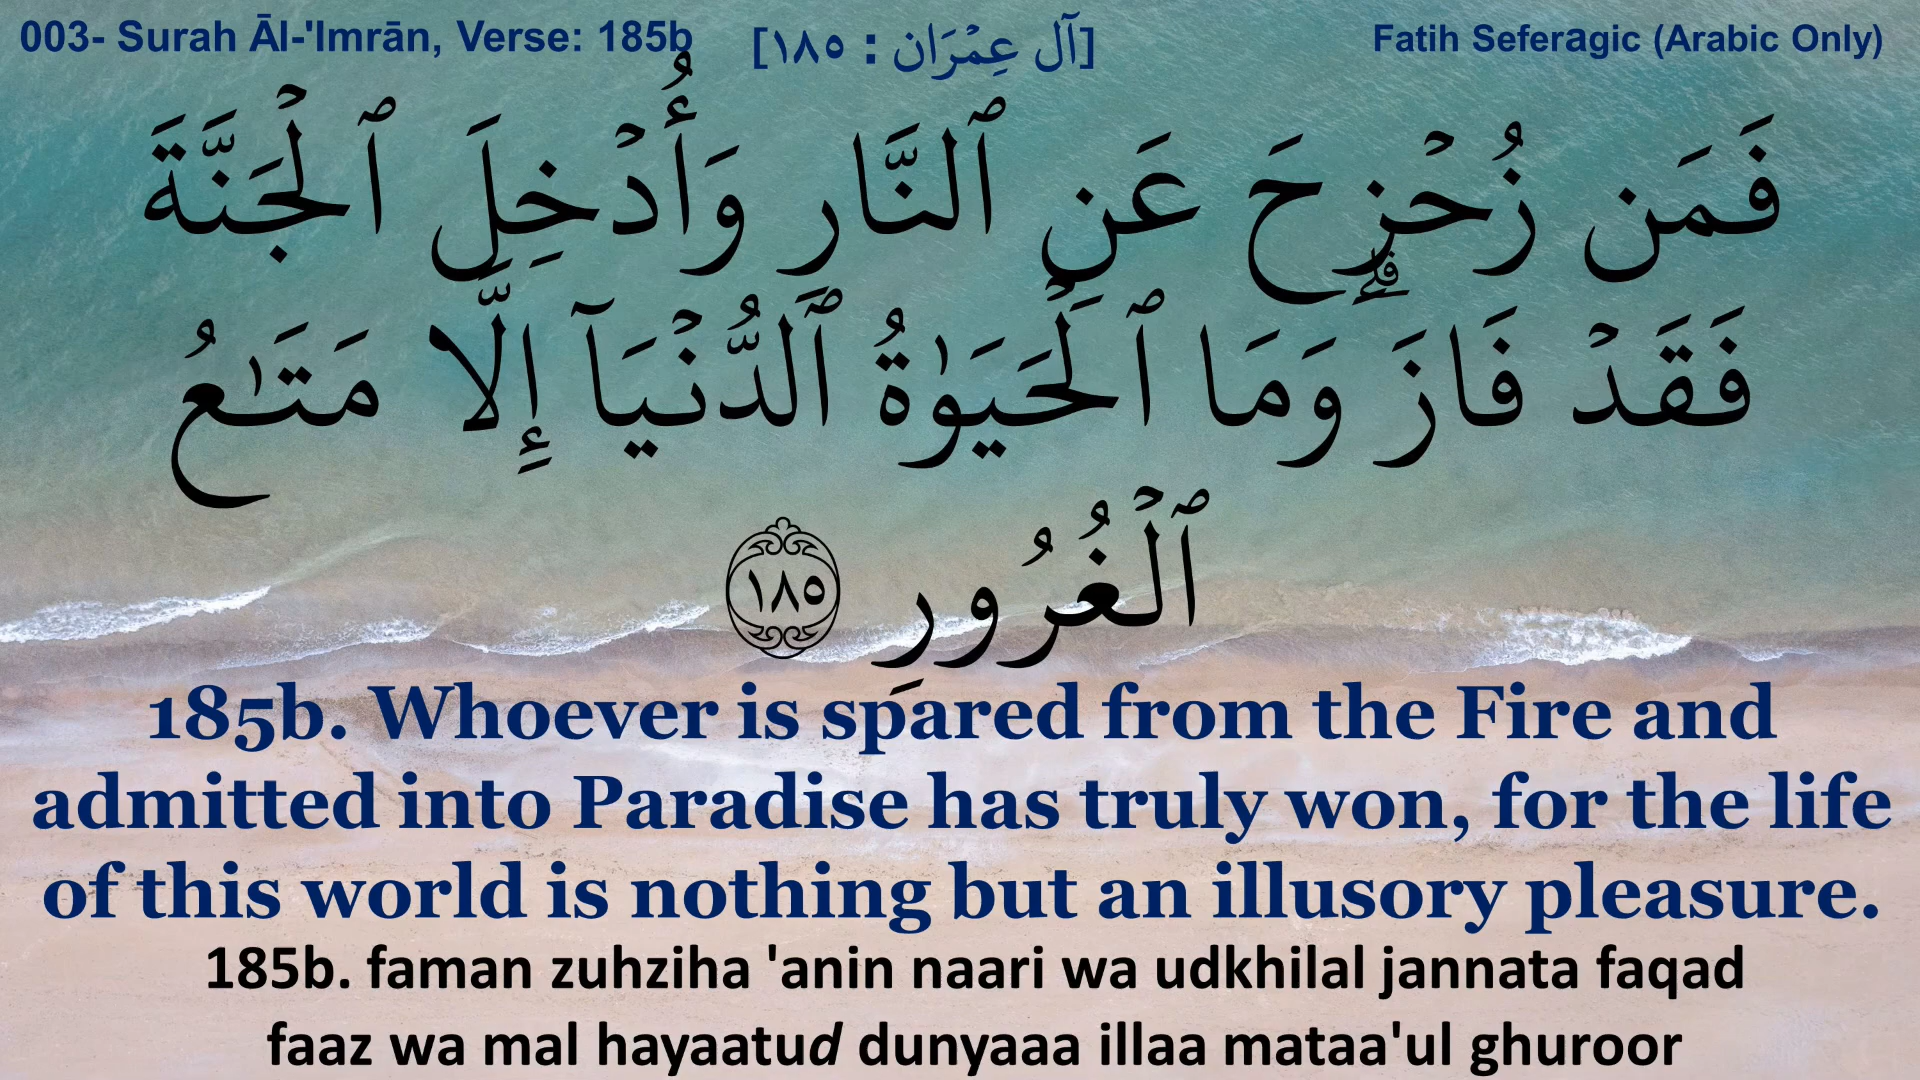 003- Surah Āl-'Imrān, Verse: 185b
[آل عِمْرَان : ١٨٥]
Fatih Seferagic (Arabic Only)
فَمَن زُحْزِحَ عَنِ ٱلنَّارِ وَأُدْخِلَ ٱلْجَنَّةَ
فَقَدْ فَازَ ۗ وَمَا ٱلْحَيَوٰةُ ٱلدُّنْيَآ إِلَّا مَتَـٰعُ
ٱلْغُرُورِ ١٨٥
185b. Whoever is spared from the Fire and
admitted into Paradise has truly won, for the life
of this world is nothing but an illusory pleasure.
185b. faman zuhziha 'anin naari wa udkhilal jannata faqad
faaz wa mal hayaatud dunyaaa illaa mataa'ul ghuroor